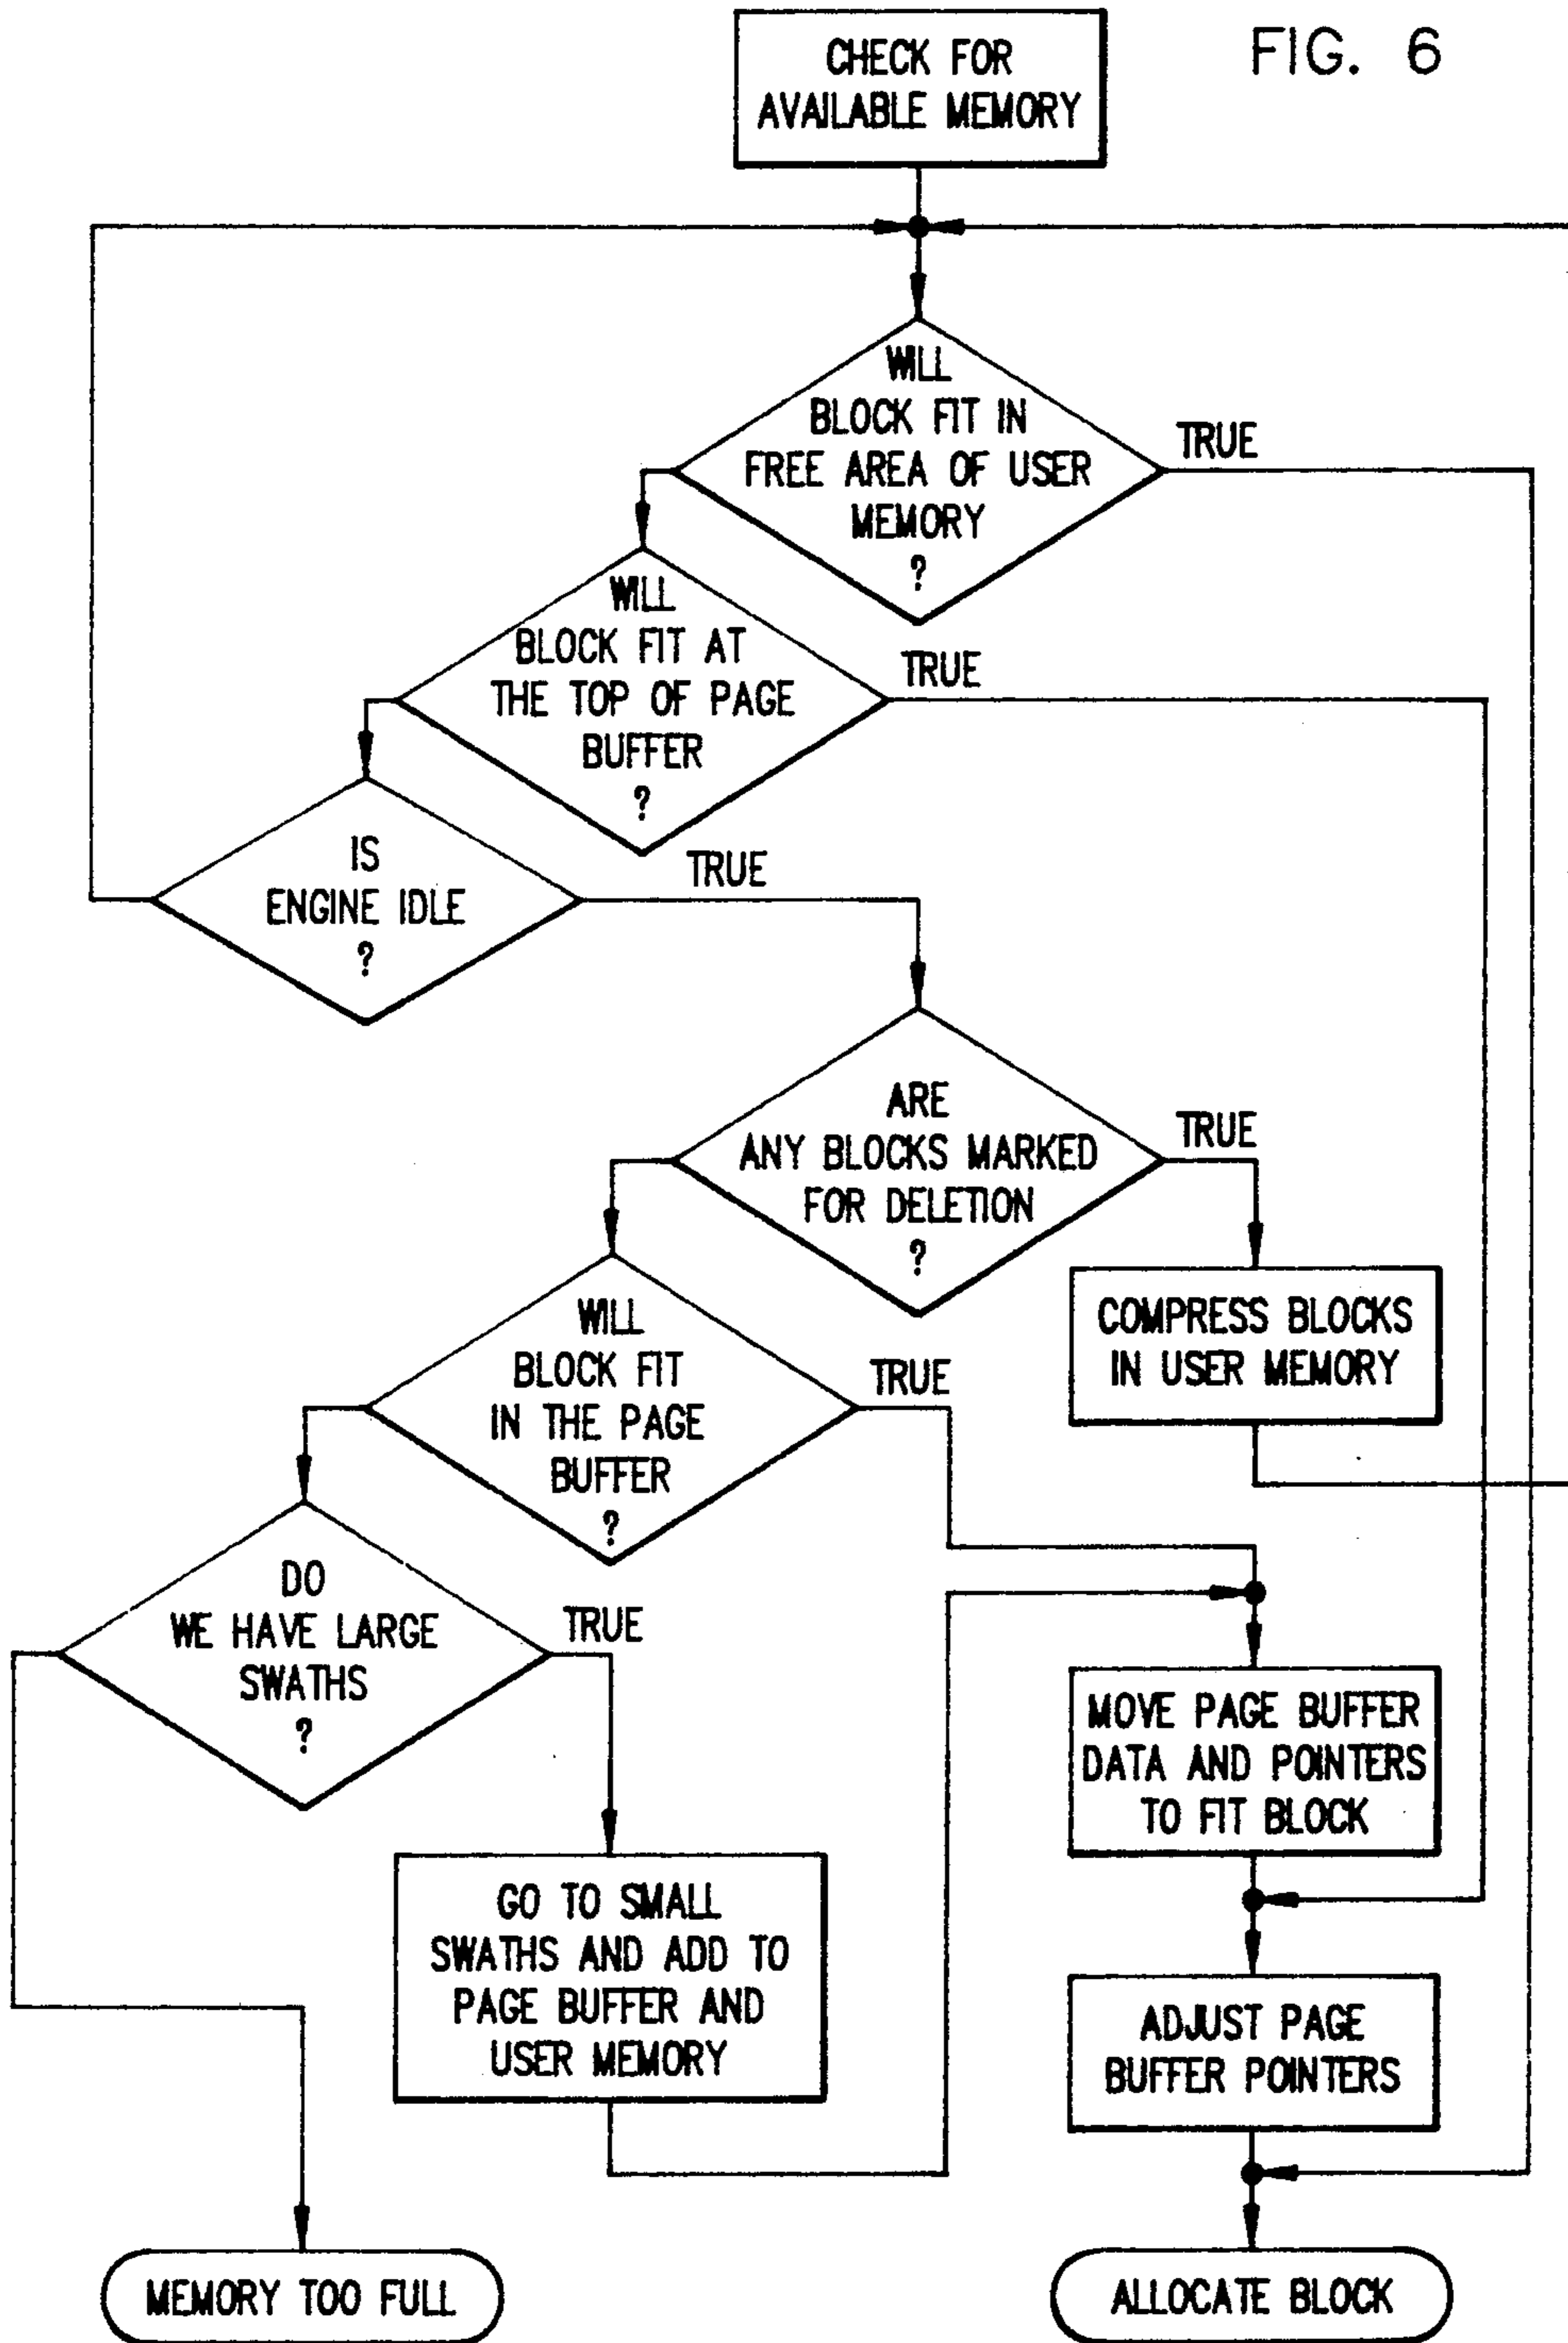 FIG. 6
CHECK FOR
AVAILABLE MEMORY
WILL
BLOCK FIT IN
FREE AREA OF USER
MEMORY
?
TRUE
WILL
BLOCK FIT AT
THE TOP OF PAGE
BUFFER
?
TRUE
IS
ENGINE IDLE
?
TRUE
ARE
ANY BLOCKS MARKED
FOR DELETION
?
TRUE
COMPRESS BLOCKS
IN USER MEMORY
WILL
BLOCK FIT
IN THE PAGE
BUFFER
?
TRUE
DO
WE HAVE LARGE
SWATHS
?
TRUE
MOVE PAGE BUFFER
DATA AND POINTERS
TO FIT BLOCK
GO TO SMALL
SWATHS AND ADD TO
PAGE BUFFER AND
USER MEMORY
ADJUST PAGE
BUFFER POINTERS
MEMORY TOO FULL
ALLOCATE BLOCK